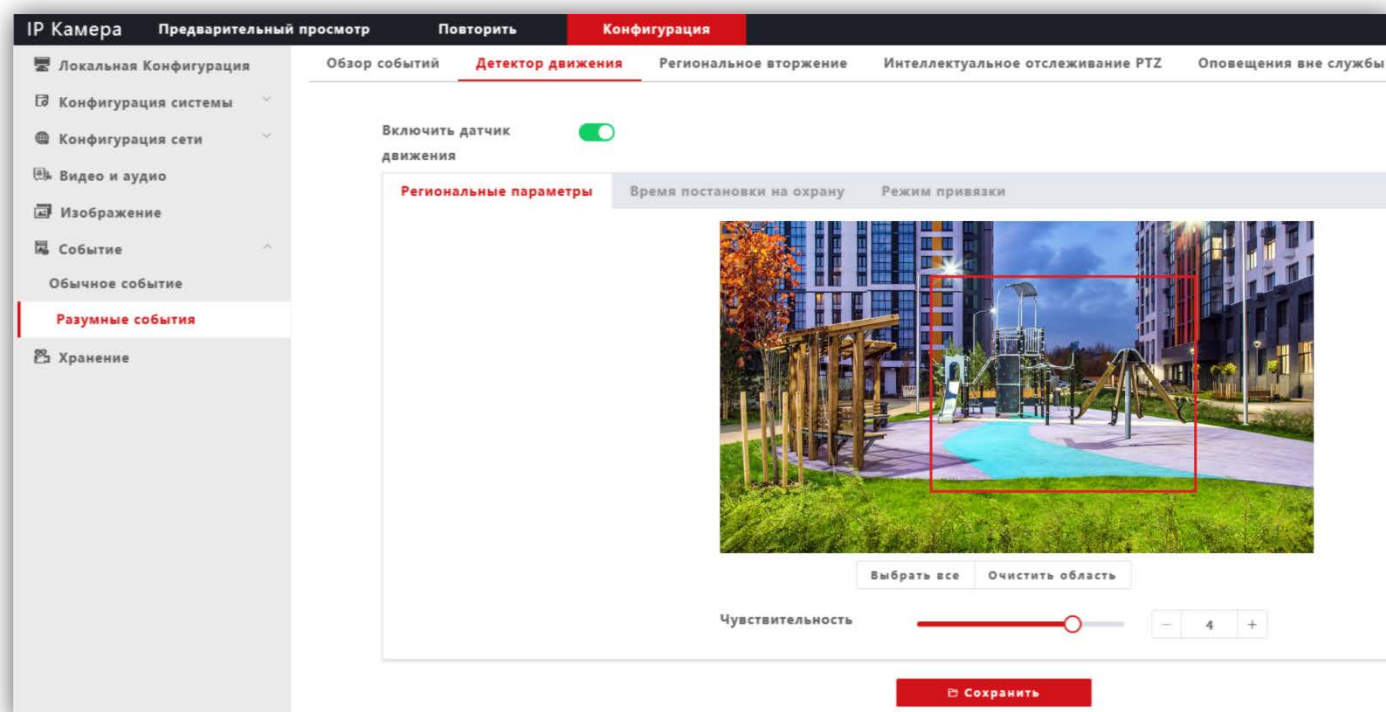 IP Камера Предварительный просмотр Повторить Конфигурация
Локальная Конфигурация
Конфигурация системы
Конфигурация сети
Видео и аудио
Изображение
Событие
Обычное событие
Разумные события
Хранение
Обзор событий Детектор движения Региональное вторжение Интеллектуальное отслеживание PTZ Оповещения вне службы
Включить датчик
движения
Региональные параметры Время постановки на охрану Режим привязки
Выбрать все Очистить область
Чувствительность − 4 +
Сохранить